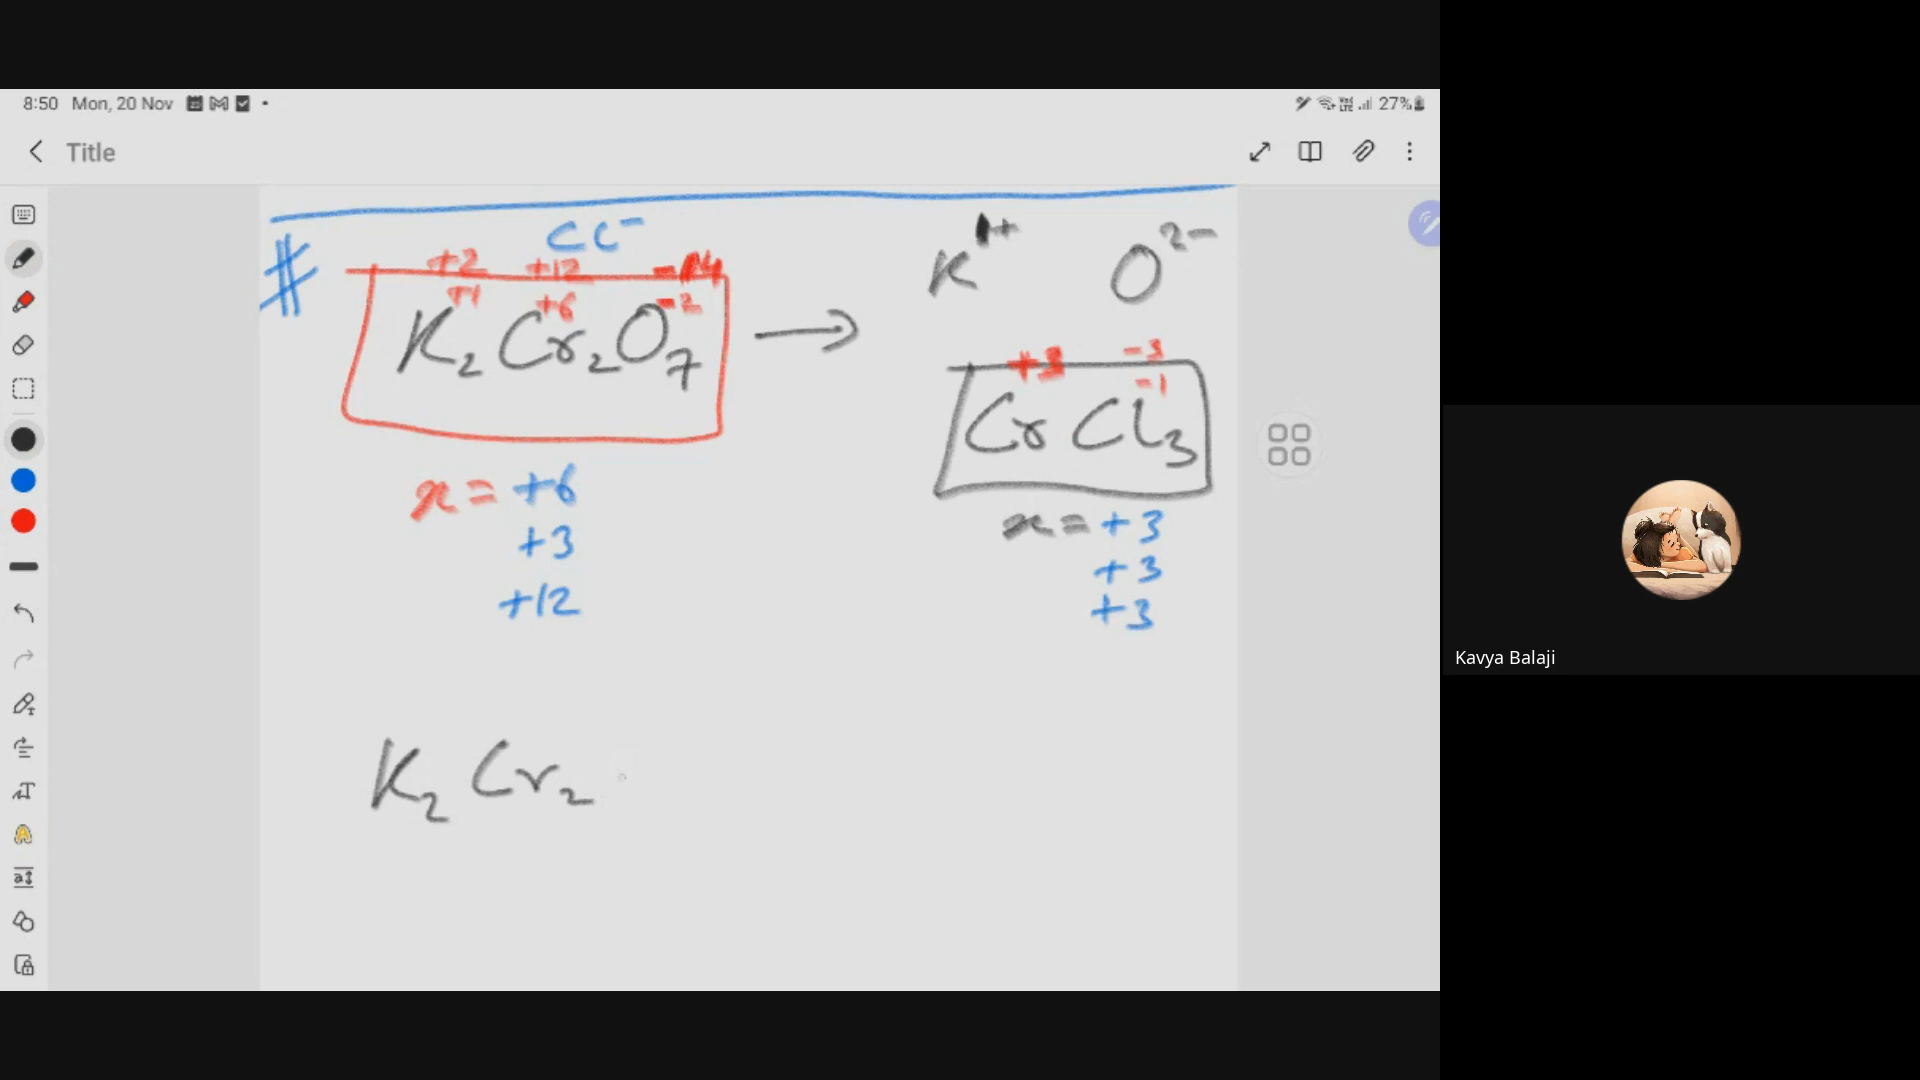 8:50 Mon, 20 Nov 27%
Title
# Cl⁻ K¹⁺ O²⁻
+2 +12 -14
+1 +6 -2
K₂Cr₂O₇ →
+3 -3
-1
CrCl₃
x = +6 x = +3
+3 +3
+12 +3
K₂Cr₂
Kavya Balaji